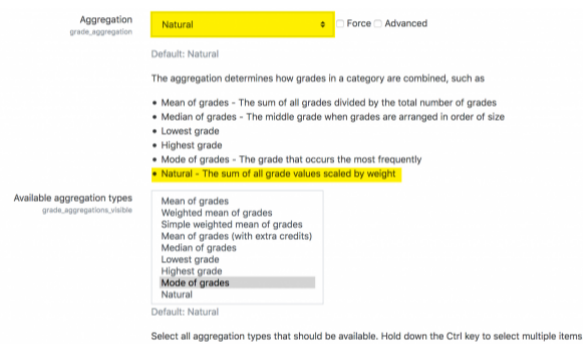 Aggregation
grade_aggregation
Natural
Force
Advanced
Default: Natural
The aggregation determines how grades in a category are combined, such as
• Mean of grades - The sum of all grades divided by the total number of grades
• Median of grades - The middle grade when grades are arranged in order of size
• Lowest grade
• Highest grade
• Mode of grades - The grade that occurs the most frequently
• Natural - The sum of all grade values scaled by weight
Available aggregation types
grade_aggregations_visible
Mean of grades
Weighted mean of grades
Simple weighted mean of grades
Mean of grades (with extra credits)
Median of grades
Lowest grade
Highest grade
Mode of grades
Natural
Default: Natural
Select all aggregation types that should be available. Hold down the Ctrl key to select multiple items